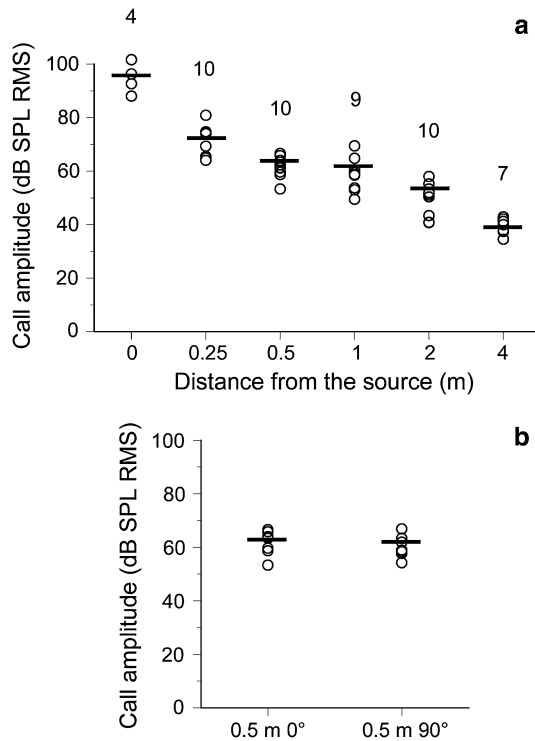 a
4
10
10
9
10
7
Call amplitude (dB SPL RMS)
100
80
60
40
20
0
0 0.25 0.5 1 2 4
Distance from the source (m)
b
Call amplitude (dB SPL RMS)
100
80
60
40
20
0
0.5 m 0° 0.5 m 90°